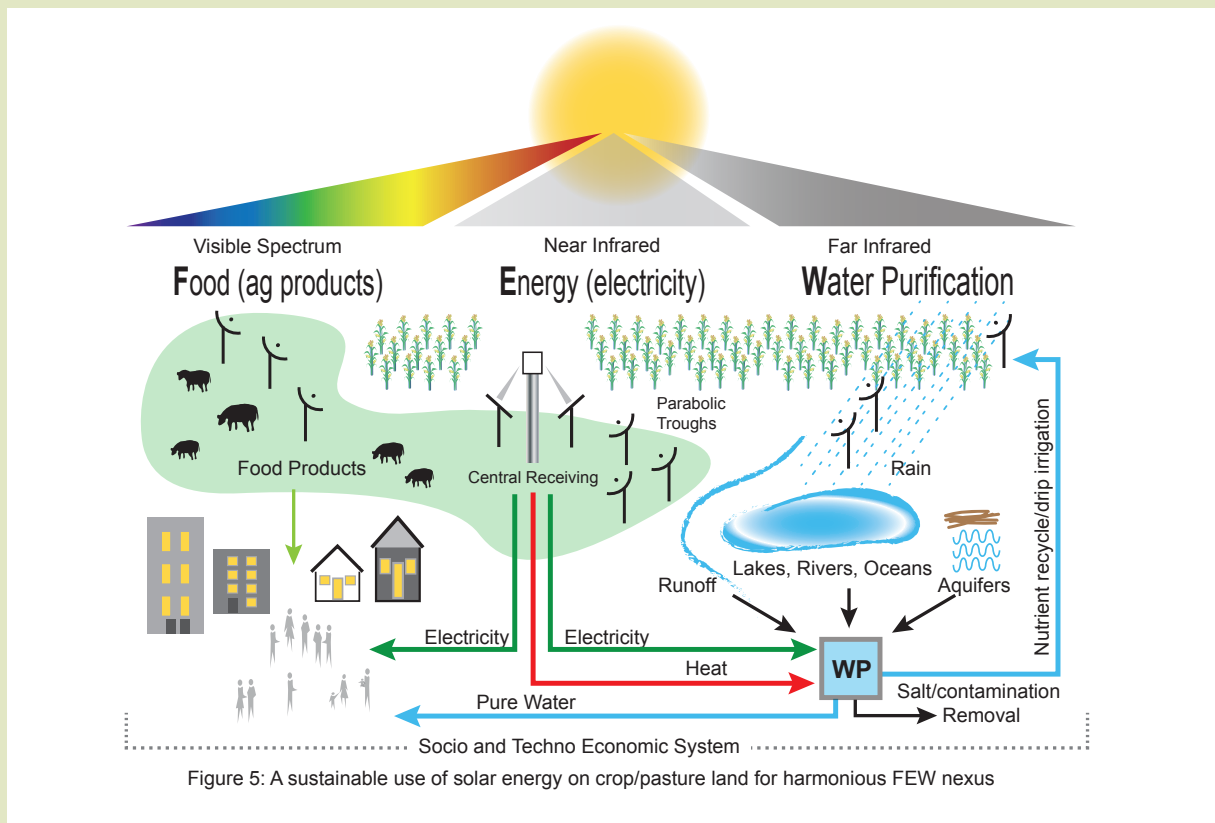 Visible Spectrum
Near Infrared
Far Infrared
Food (ag products)
Energy (electricity)
Water Purification
Parabolic
Troughs
Food Products
Central Receiving
Rain
Nutrient recycle/drip irrigation
Lakes, Rivers, Oceans
Runoff
Aquifers
Electricity
Electricity
Heat
WP
Pure Water
Salt/contamination
Removal
Socio and Techno Economic System
Figure 5: A sustainable use of solar energy on crop/pasture land for harmonious FEW nexus